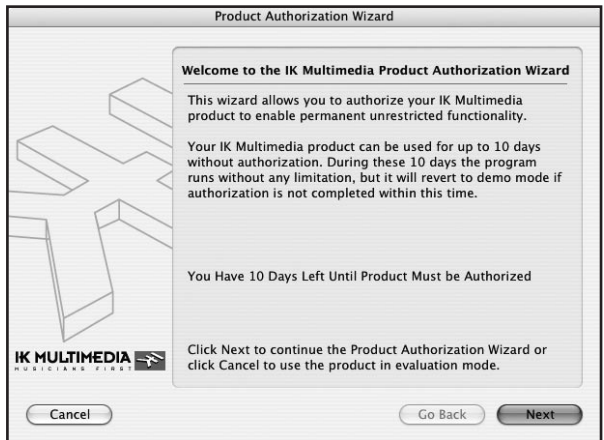 Product Authorization Wizard
Welcome to the IK Multimedia Product Authorization Wizard
This wizard allows you to authorize your IK Multimedia
product to enable permanent unrestricted functionality.
Your IK Multimedia product can be used for up to 10 days
without authorization. During these 10 days the program
runs without any limitation, but it will revert to demo mode if
authorization is not completed within this time.
You Have 10 Days Left Until Product Must be Authorized
Click Next to continue the Product Authorization Wizard or
click Cancel to use the product in evaluation mode.
IK MULTIMEDIA
MUSICIANS FIRST
Cancel Go Back Next